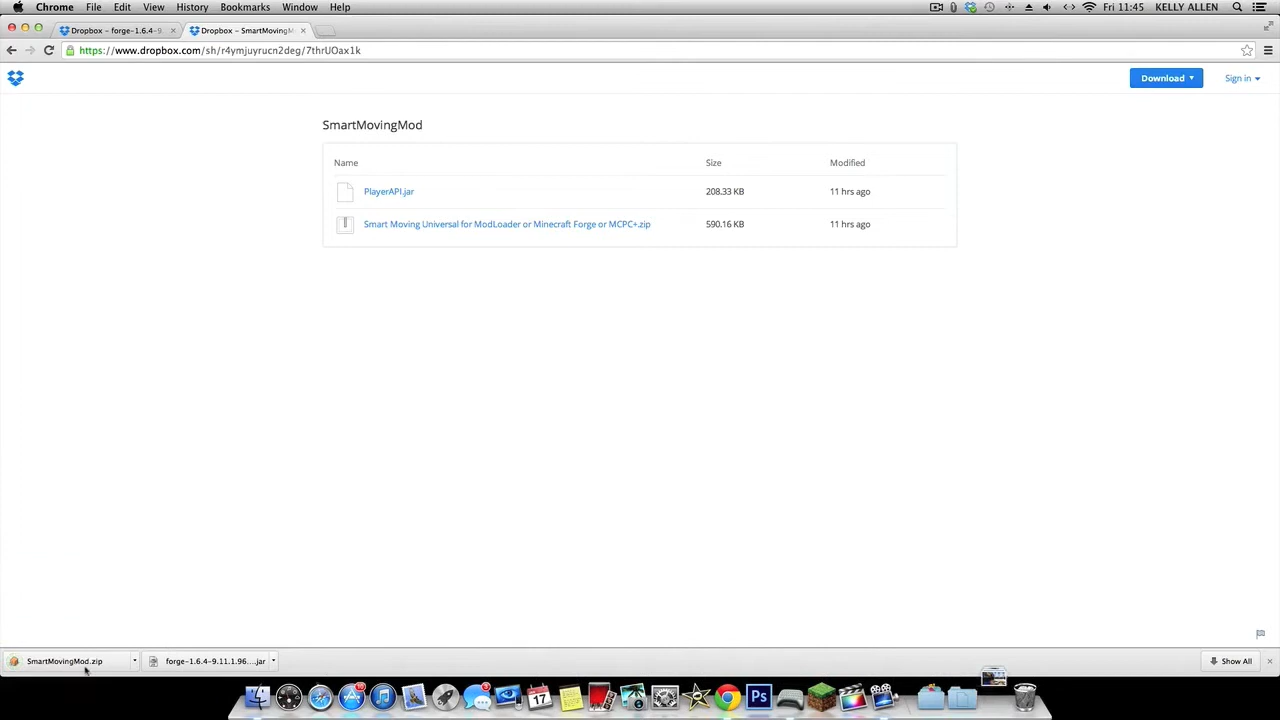 Chrome File Edit View History Bookmarks Window Help Fri 11:45 KELLY ALLEN
Dropbox - forge-1.6.4-9 Dropbox - SmartMovingM
https://www.dropbox.com/sh/r4ymjuyrucn2deg/7thrUOax1k
Download Sign in
SmartMovingMod
Name Size Modified
PlayerAPI.jar 208.33 KB 11 hrs ago
Smart Moving Universal for ModLoader or Minecraft Forge or MCPC+.zip 590.16 KB 11 hrs ago
SmartMovingMod.zip forge-1.6.4-9.11.1.96....jar Show All
17 Ps